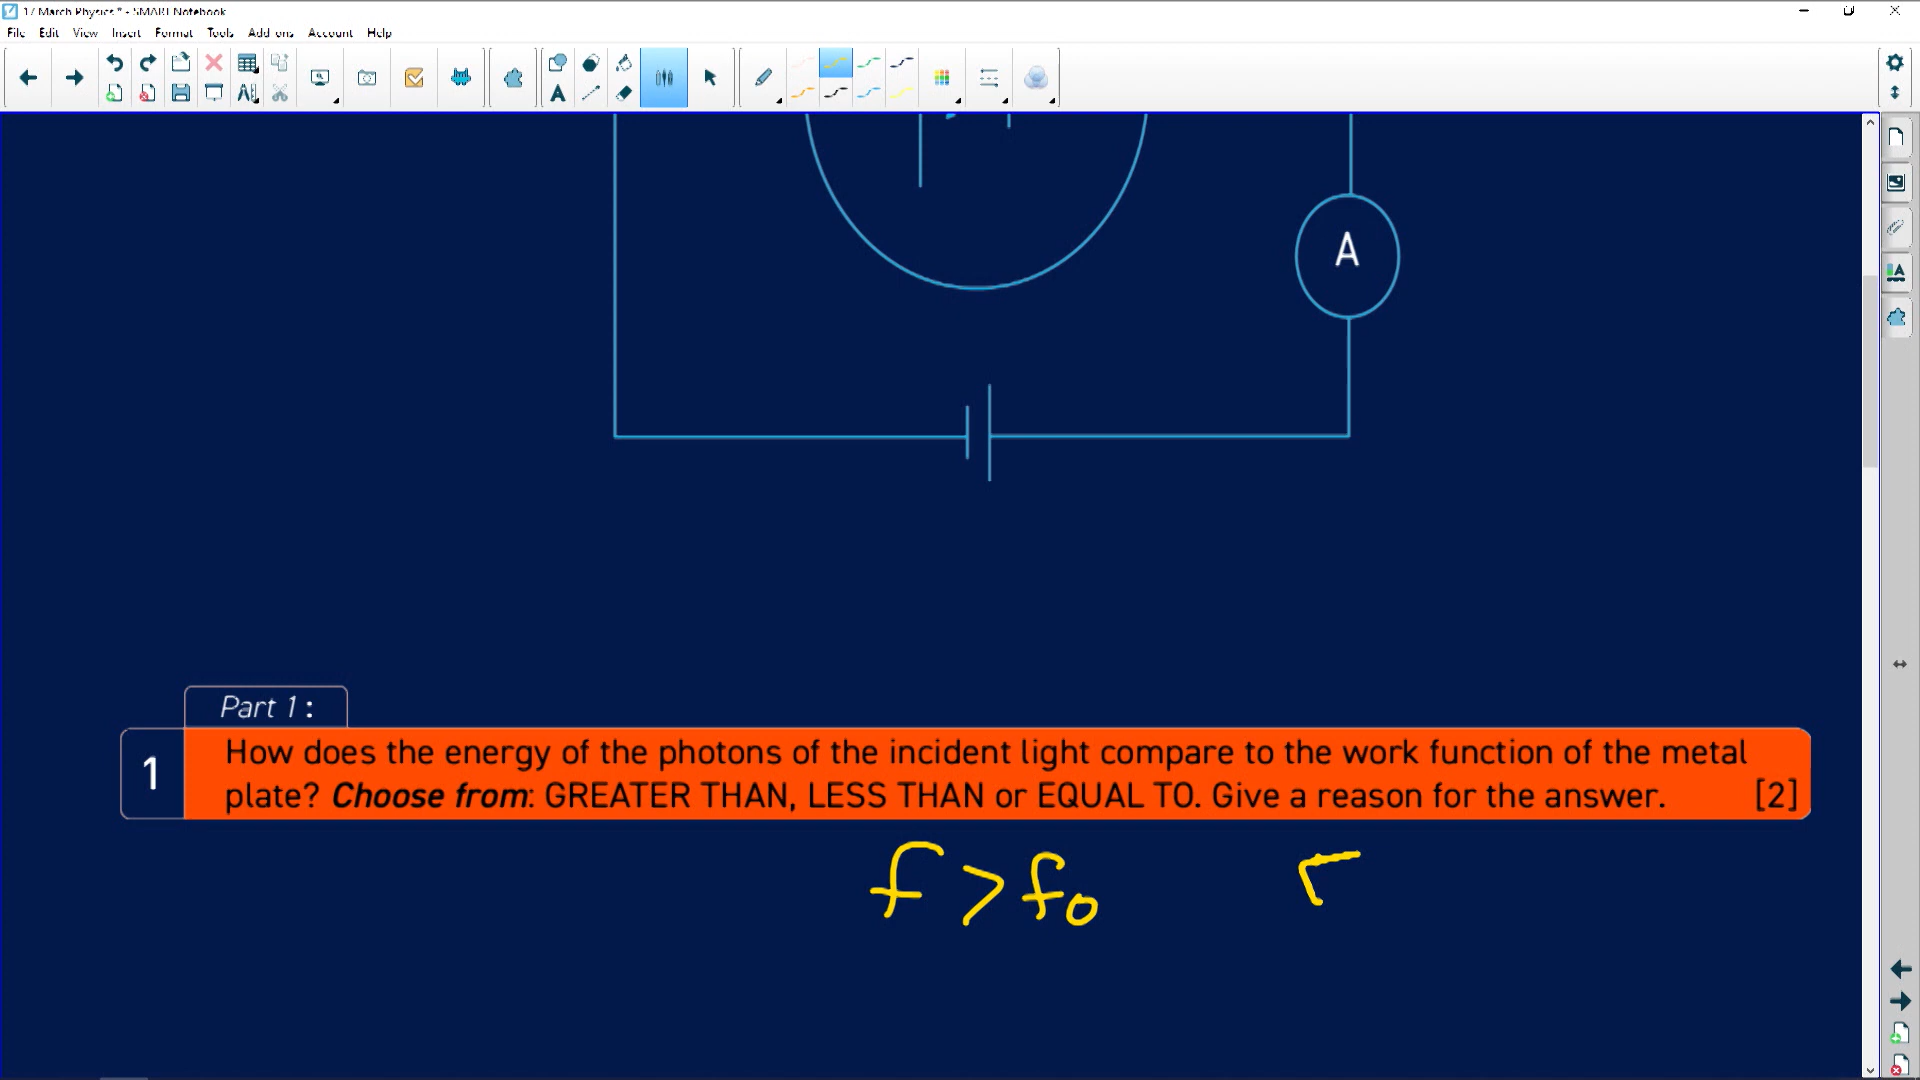 17 March Physics * - SMART Notebook
File Edit View Insert Format Tools Add-ons Account Help
A
Part 1 :
1
How does the energy of the photons of the incident light compare to the work function of the metal
plate? Choose from: GREATER THAN, LESS THAN or EQUAL TO. Give a reason for the answer. [2]
f > f₀